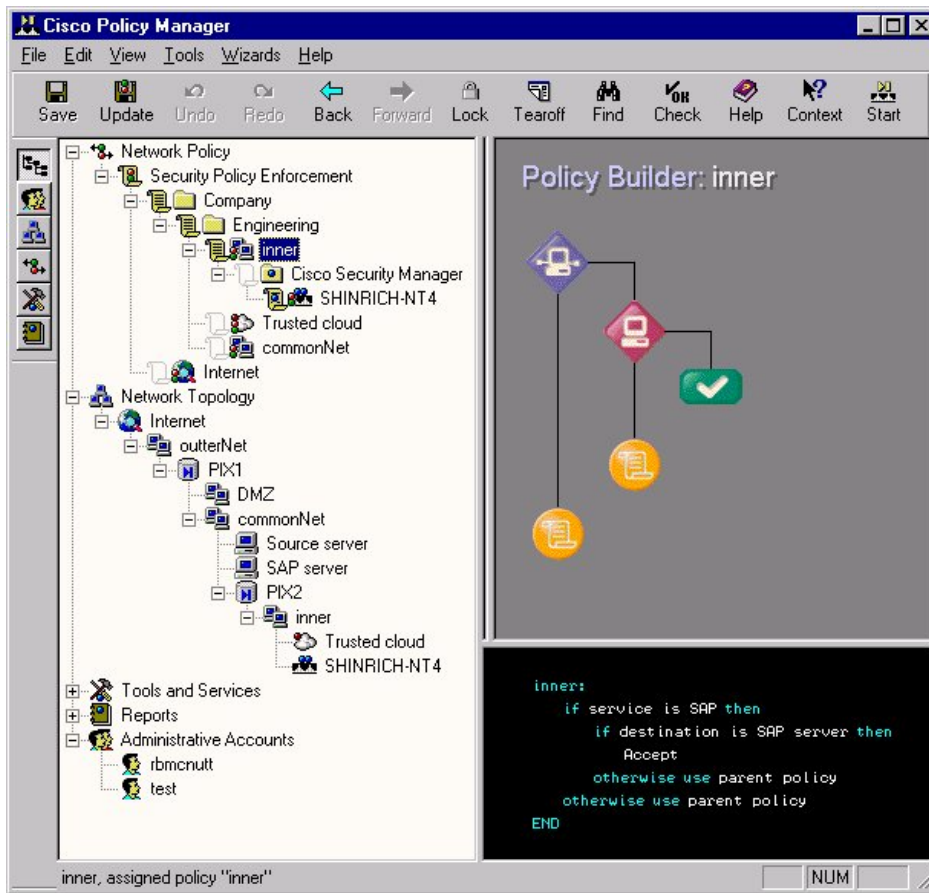 Cisco Policy Manager
File Edit View Tools Wizards Help
Save Update Undo Redo Back Forward Lock Tearoff Find Check Help Context Start
OK
Network Policy
Security Policy Enforcement
Company
Engineering
inner
Cisco Security Manager
SHINRICH-NT4
Trusted cloud
commonNet
Internet
Network Topology
Internet
outterNet
PIX1
DMZ
commonNet
Source server
SAP server
PIX2
inner
Trusted cloud
SHINRICH-NT4
Tools and Services
Reports
Administrative Accounts
rbmcnutt
test
Policy Builder: inner
inner:
if service is SAP then
if destination is SAP server then
Accept
otherwise use parent policy
otherwise use parent policy
END
inner, assigned policy "inner"
NUM